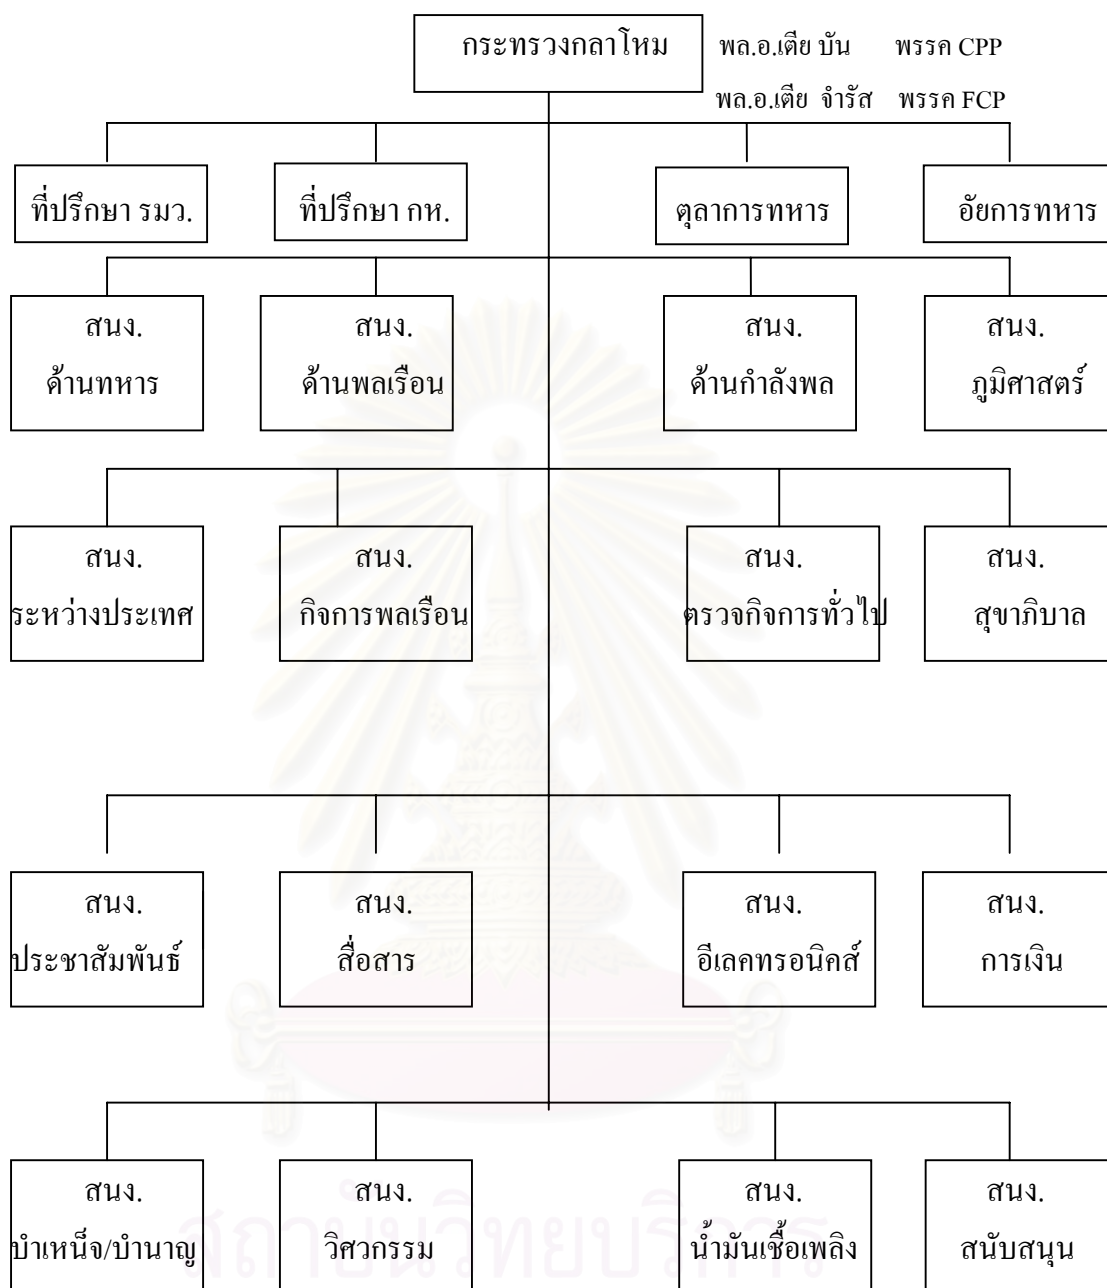 กระทรวงกลาโหม พล.อ.เตีย บัน พรรค CPP
พล.อ.เตีย จำรัส พรรค FCP
ที่ปรึกษา รมว. ที่ปรึกษา กห. ตุลาการทหาร อัยการทหาร
สนง. สนง. สนง. สนง.
ด้านทหาร ด้านพลเรือน ด้านกำลังพล ภูมิศาสตร์
สนง. สนง. สนง. สนง.
ระหว่างประเทศ กิจการพลเรือน ตรวจกิจการทั่วไป สุขาภิบาล
สนง. สนง. สนง. สนง.
ประชาสัมพันธ์ สื่อสาร อีเลคทรอนิคส์ การเงิน
สนง. สนง. สนง. สนง.
บำเหน็จ/บำนาญ วิศวกรรม น้ำมันเชื้อเพลิง สนับสนุน
สถาบันวิทยบริการ